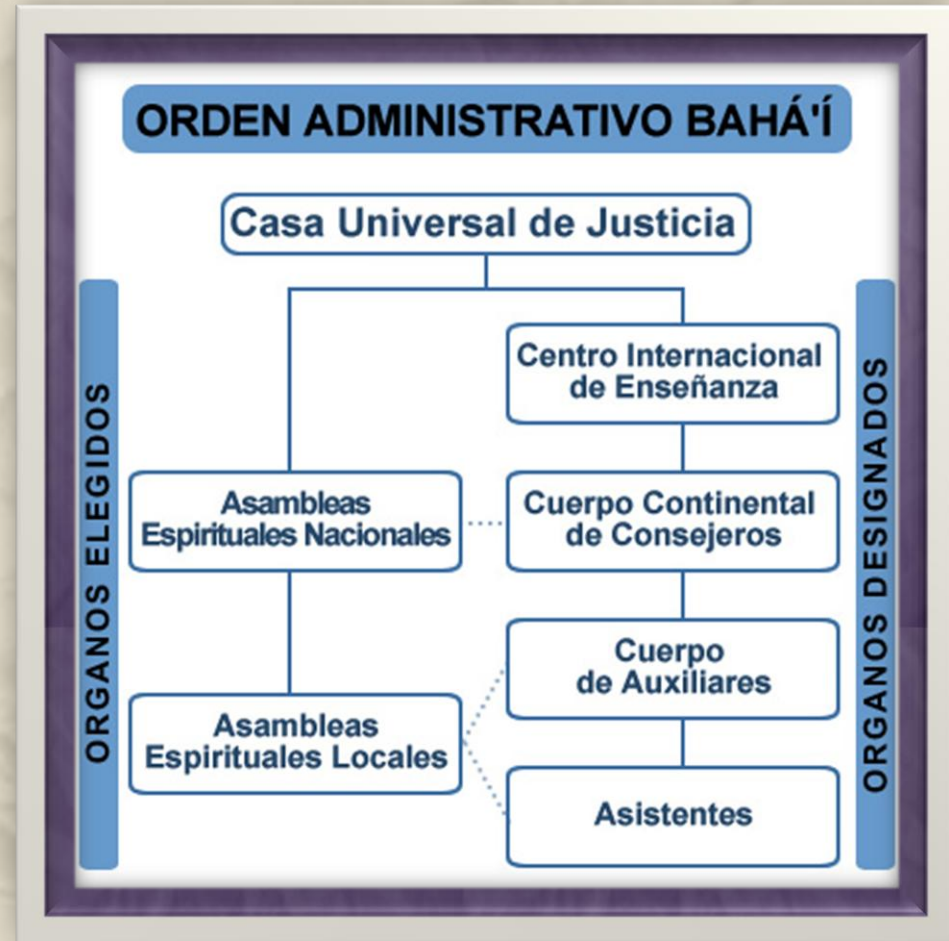 ORDEN ADMINISTRATIVO BAHÁ'Í
Casa Universal de Justicia
ORGANOS ELEGIDOS
ORGANOS DESIGNADOS
Centro Internacional
de Enseñanza
Asambleas
Espirituales Nacionales
Cuerpo Continental
de Consejeros
Cuerpo
de Auxiliares
Asambleas
Espirituales Locales
Asistentes